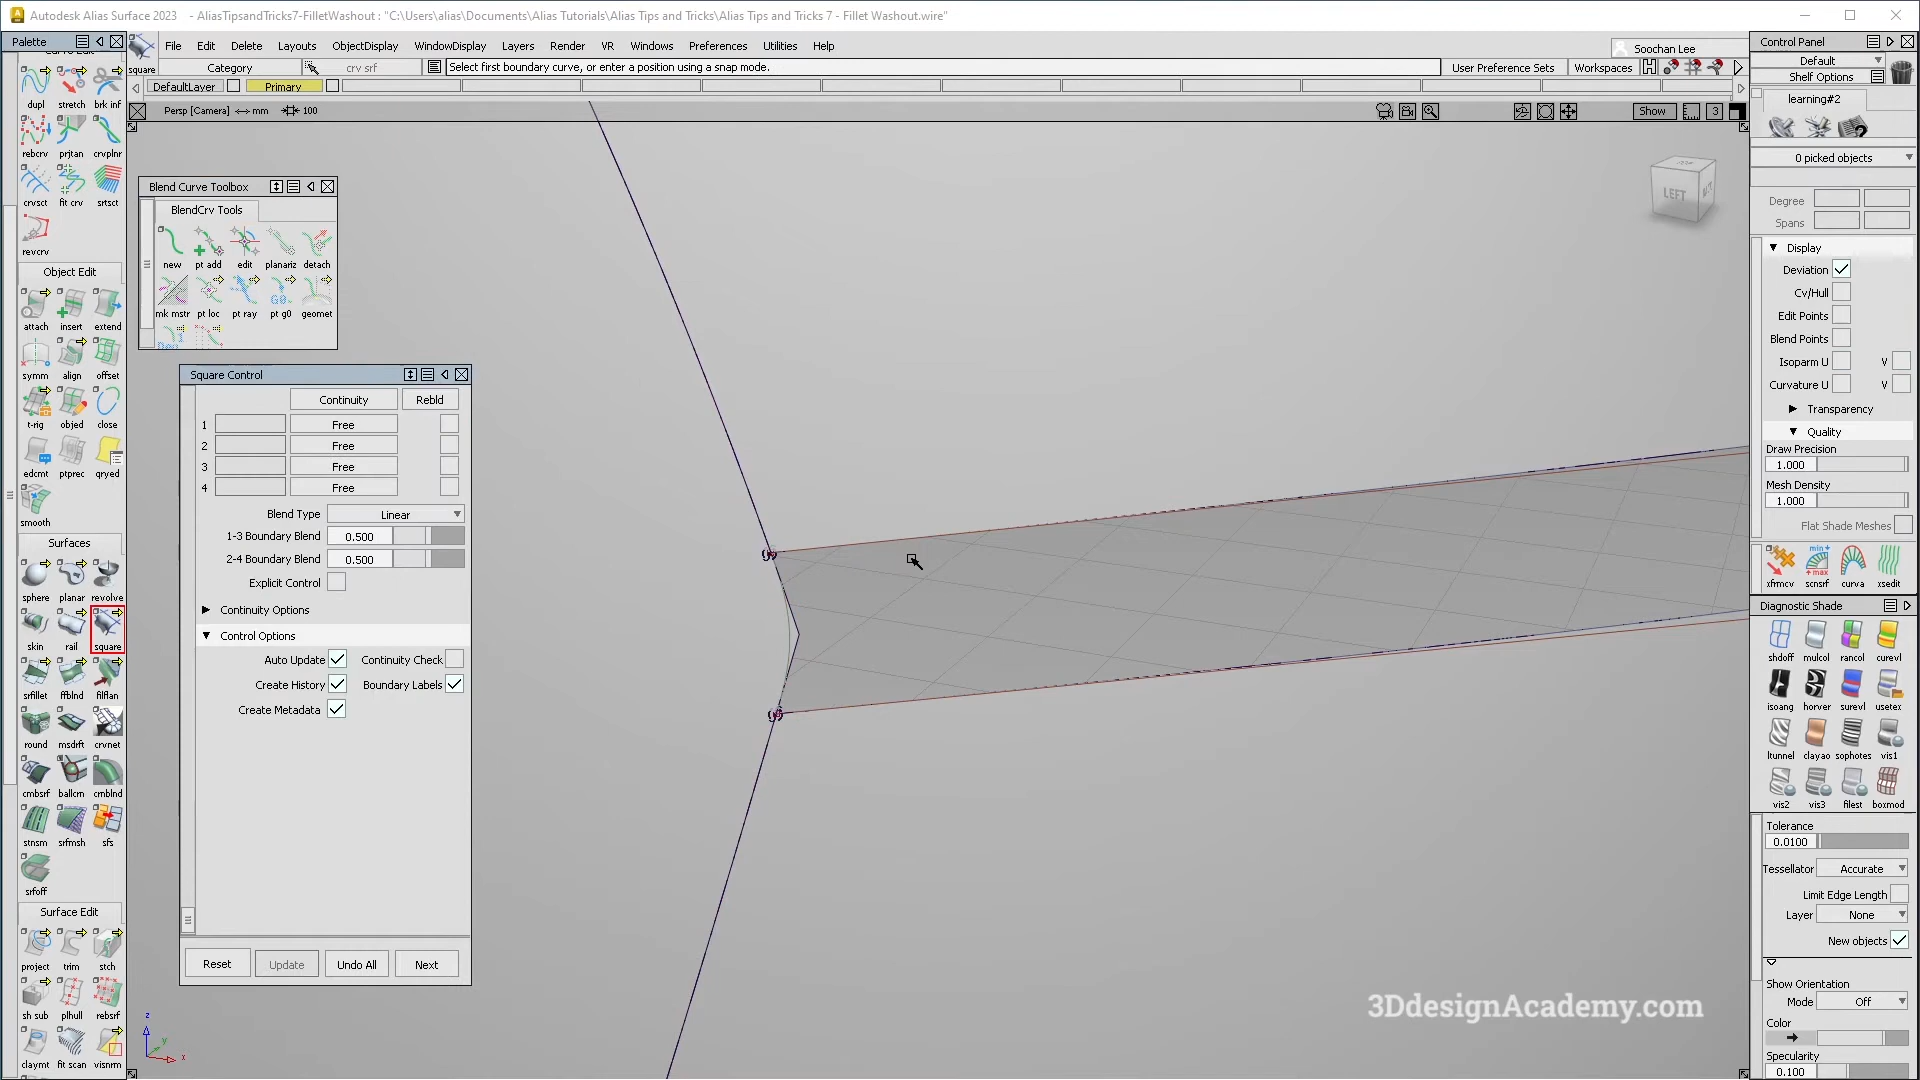 Autodesk Alias Surface 2023 - AliasTipsandTricks7-FilletWashout : "C:\Users\alias\Documents\Alias Tutorials\Alias Tips and Tricks\Alias Tips and Tricks 7 - Fillet Washout.wire"
Palette
File Edit Delete Layouts ObjectDisplay WindowDisplay Layers Render VR Windows Preferences Utilities Help
Soochan Lee
square Category crv srf Select first boundary curve, or enter a position using a snap mode. User Preference Sets Workspaces
DefaultLayer Primary
Persp [Camera] <-> mm 100 Show 3
Control Panel
Default
Shelf Options
learning#2
0 picked objects
Degree
Spans
Display
Deviation
Cv/Hull
Edit Points
Blend Points
Isoparm U V
Curvature U V
Transparency
Quality
Draw Precision
1.000
Mesh Density
1.000
Flat Shade Meshes
xfrmcv scnsrf curva xsedit
Diagnostic Shade
shdoff mulcol rancol curevl
isoang horver surevl usetex
ltunnel clayao sophotes vis1
vis2 vis3 filest boxmod
Tolerance
0.0100
Tessellator Accurate
Limit Edge Length
Layer None
New objects
Show Orientation
Mode Off
Color
Specularity
0.100
dupl stretch brk inf
rebcrv prjtan crvplnr
crvsct fit crv srtsct
revcrv
Object Edit
attach insert extend
symm align offset
t-rig objed close
edcmt ptprec qryed
smooth
Surfaces
sphere planar revolve
skin rail square
srfillet ffblnd filflan
round msdrft crvnet
cmbsrf ballcrn crnblnd
stnsm srfmsh sfs
srfoff
Surface Edit
project trim stch
sh sub plhull rebsrf
claymt fit scan visnrm
Blend Curve Toolbox
BlendCrv Tools
new pt add edit planariz detach
mk mstr pt loc pt ray pt g0 geomet
Square Control
Continuity Rebld
1 Free
2 Free
3 Free
4 Free
Blend Type Linear
1-3 Boundary Blend 0.500
2-4 Boundary Blend 0.500
Explicit Control
Continuity Options
Control Options
Auto Update Continuity Check
Create History Boundary Labels
Create Metadata
Reset Update Undo All Next
LEFT
z
y
x
3DdesignAcademy.com